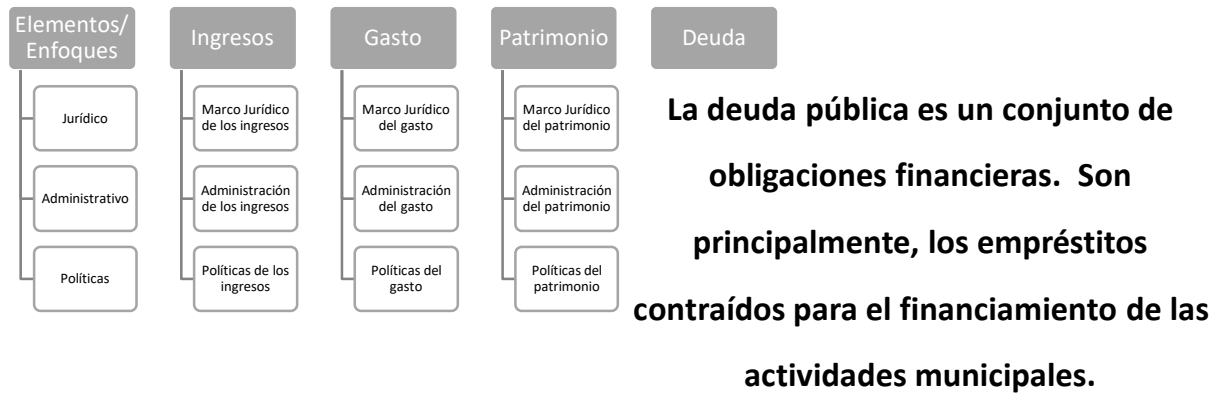 Elementos/
Enfoques
Jurídico
Administrativo
Políticas
Ingresos
Marco Jurídico
de los ingresos
Administración
de los ingresos
Políticas de los
ingresos
Gasto
Marco Jurídico
del gasto
Administración
del gasto
Políticas del
gasto
Patrimonio
Marco Jurídico
del patrimonio
Administración
del patrimonio
Políticas del
patrimonio
Deuda
La deuda pública es un conjunto de
obligaciones financieras. Son
principalmente, los empréstitos
contraídos para el financiamiento de las
actividades municipales.